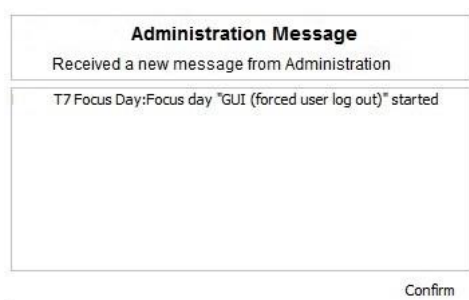 Administration Message
Received a new message from Administration
T7 Focus Day:Focus day "GUI (forced user log out)" started
Confirm